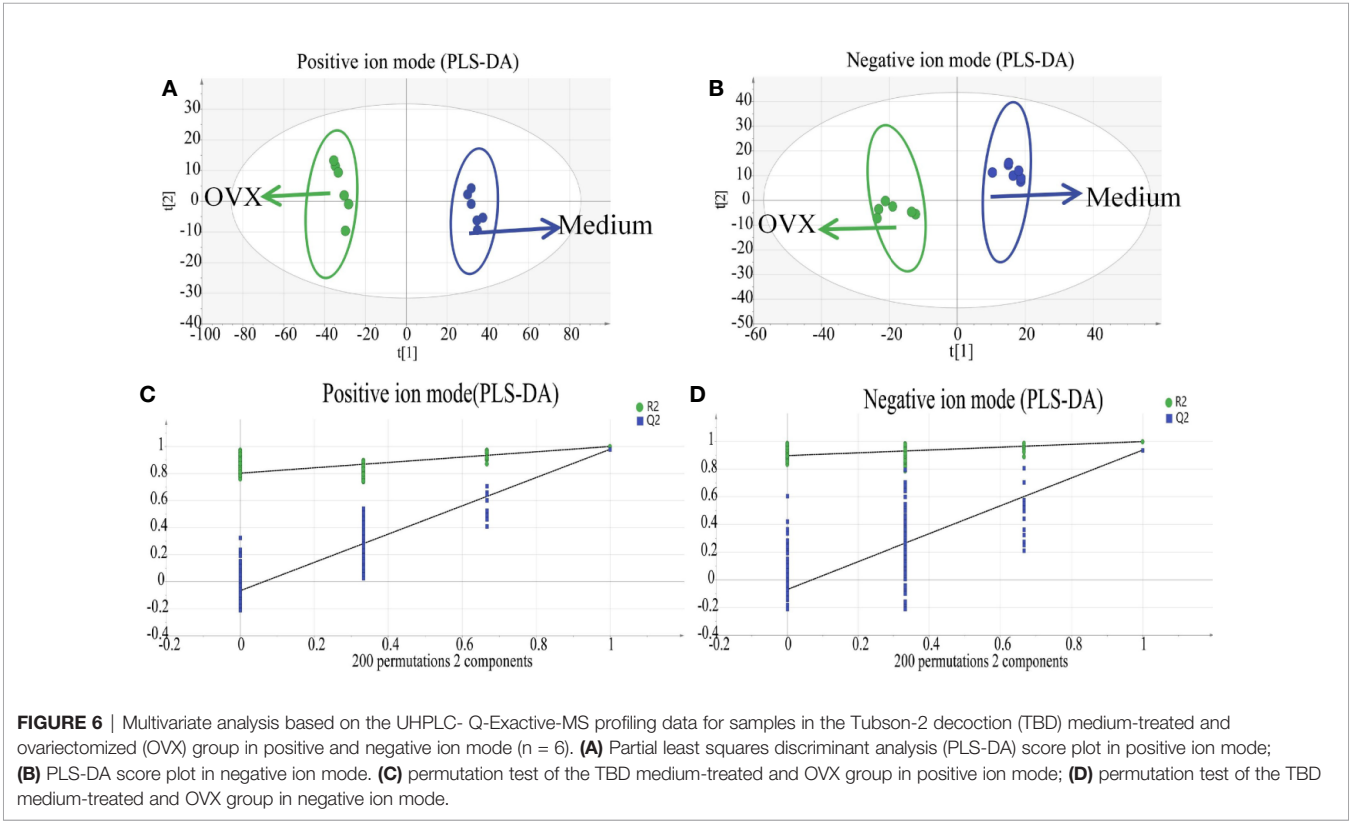 Positive ion mode (PLS-DA)
A
30
20
10
0
-10
-20
-30
-40
t[2]
OVX
Medium
-100 -80 -60 -40 -20 0 20 40 60 80
t[1]
Negative ion mode (PLS-DA)
B
40
30
20
10
0
-10
-20
-30
-40
-50
t[2]
OVX
Medium
-60 -40 -20 0 20 40
t[1]
C
Positive ion mode(PLS-DA)
R2
Q2
1
0.8
0.6
0.4
0.2
0
-0.2
-0.4
-0.2 0 0.2 0.4 0.6 0.8 1
200 permutations 2 components
D
Negative ion mode (PLS-DA)
R2
Q2
1
0.8
0.6
0.4
0.2
0
-0.2
-0.4
-0.2 0 0.2 0.4 0.6 0.8 1
200 permutations 2 components
FIGURE 6 | Multivariate analysis based on the UHPLC- Q-Exactive-MS profiling data for samples in the Tubson-2 decoction (TBD) medium-treated and
ovariectomized (OVX) group in positive and negative ion mode (n = 6). (A) Partial least squares discriminant analysis (PLS-DA) score plot in positive ion mode;
(B) PLS-DA score plot in negative ion mode. (C) permutation test of the TBD medium-treated and OVX group in positive ion mode; (D) permutation test of the TBD
medium-treated and OVX group in negative ion mode.